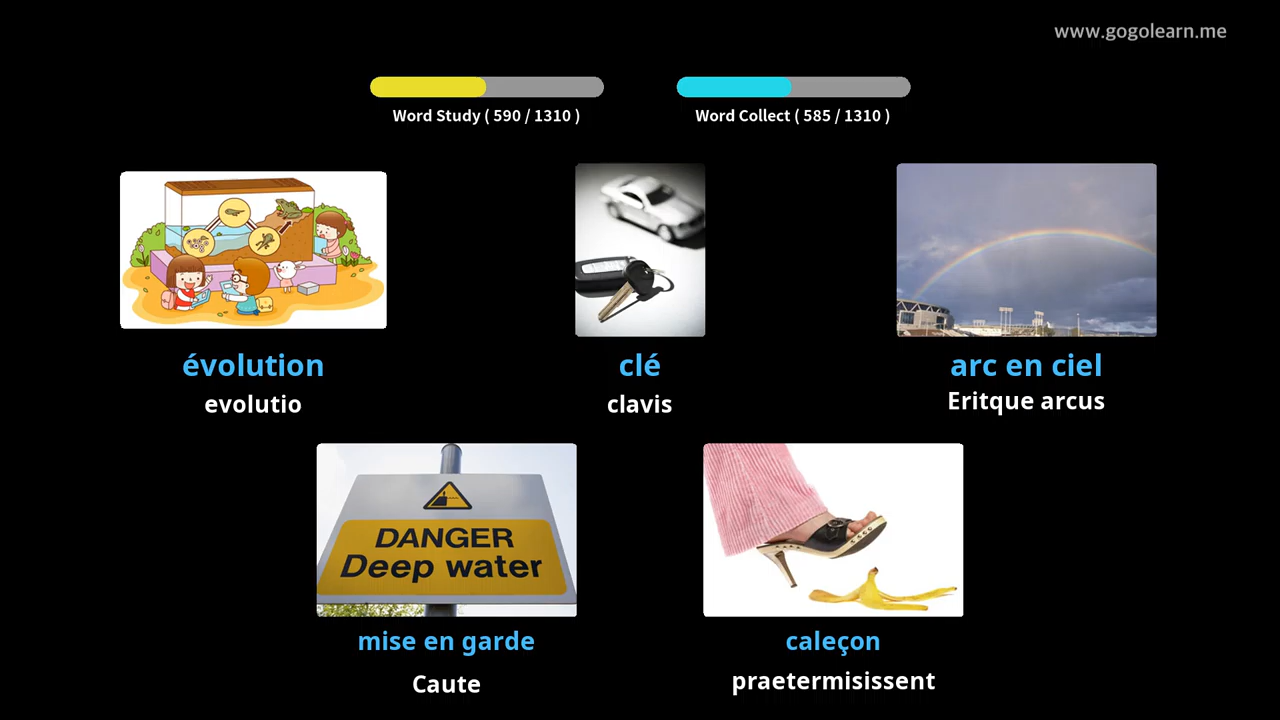 www.gogolearn.me
Word Study ( 590 / 1310 )
Word Collect ( 585 / 1310 )
évolution
evolutio
clé
clavis
arc en ciel
Eritque arcus
DANGER
Deep water
mise en garde
Caute
caleçon
praetermisissent